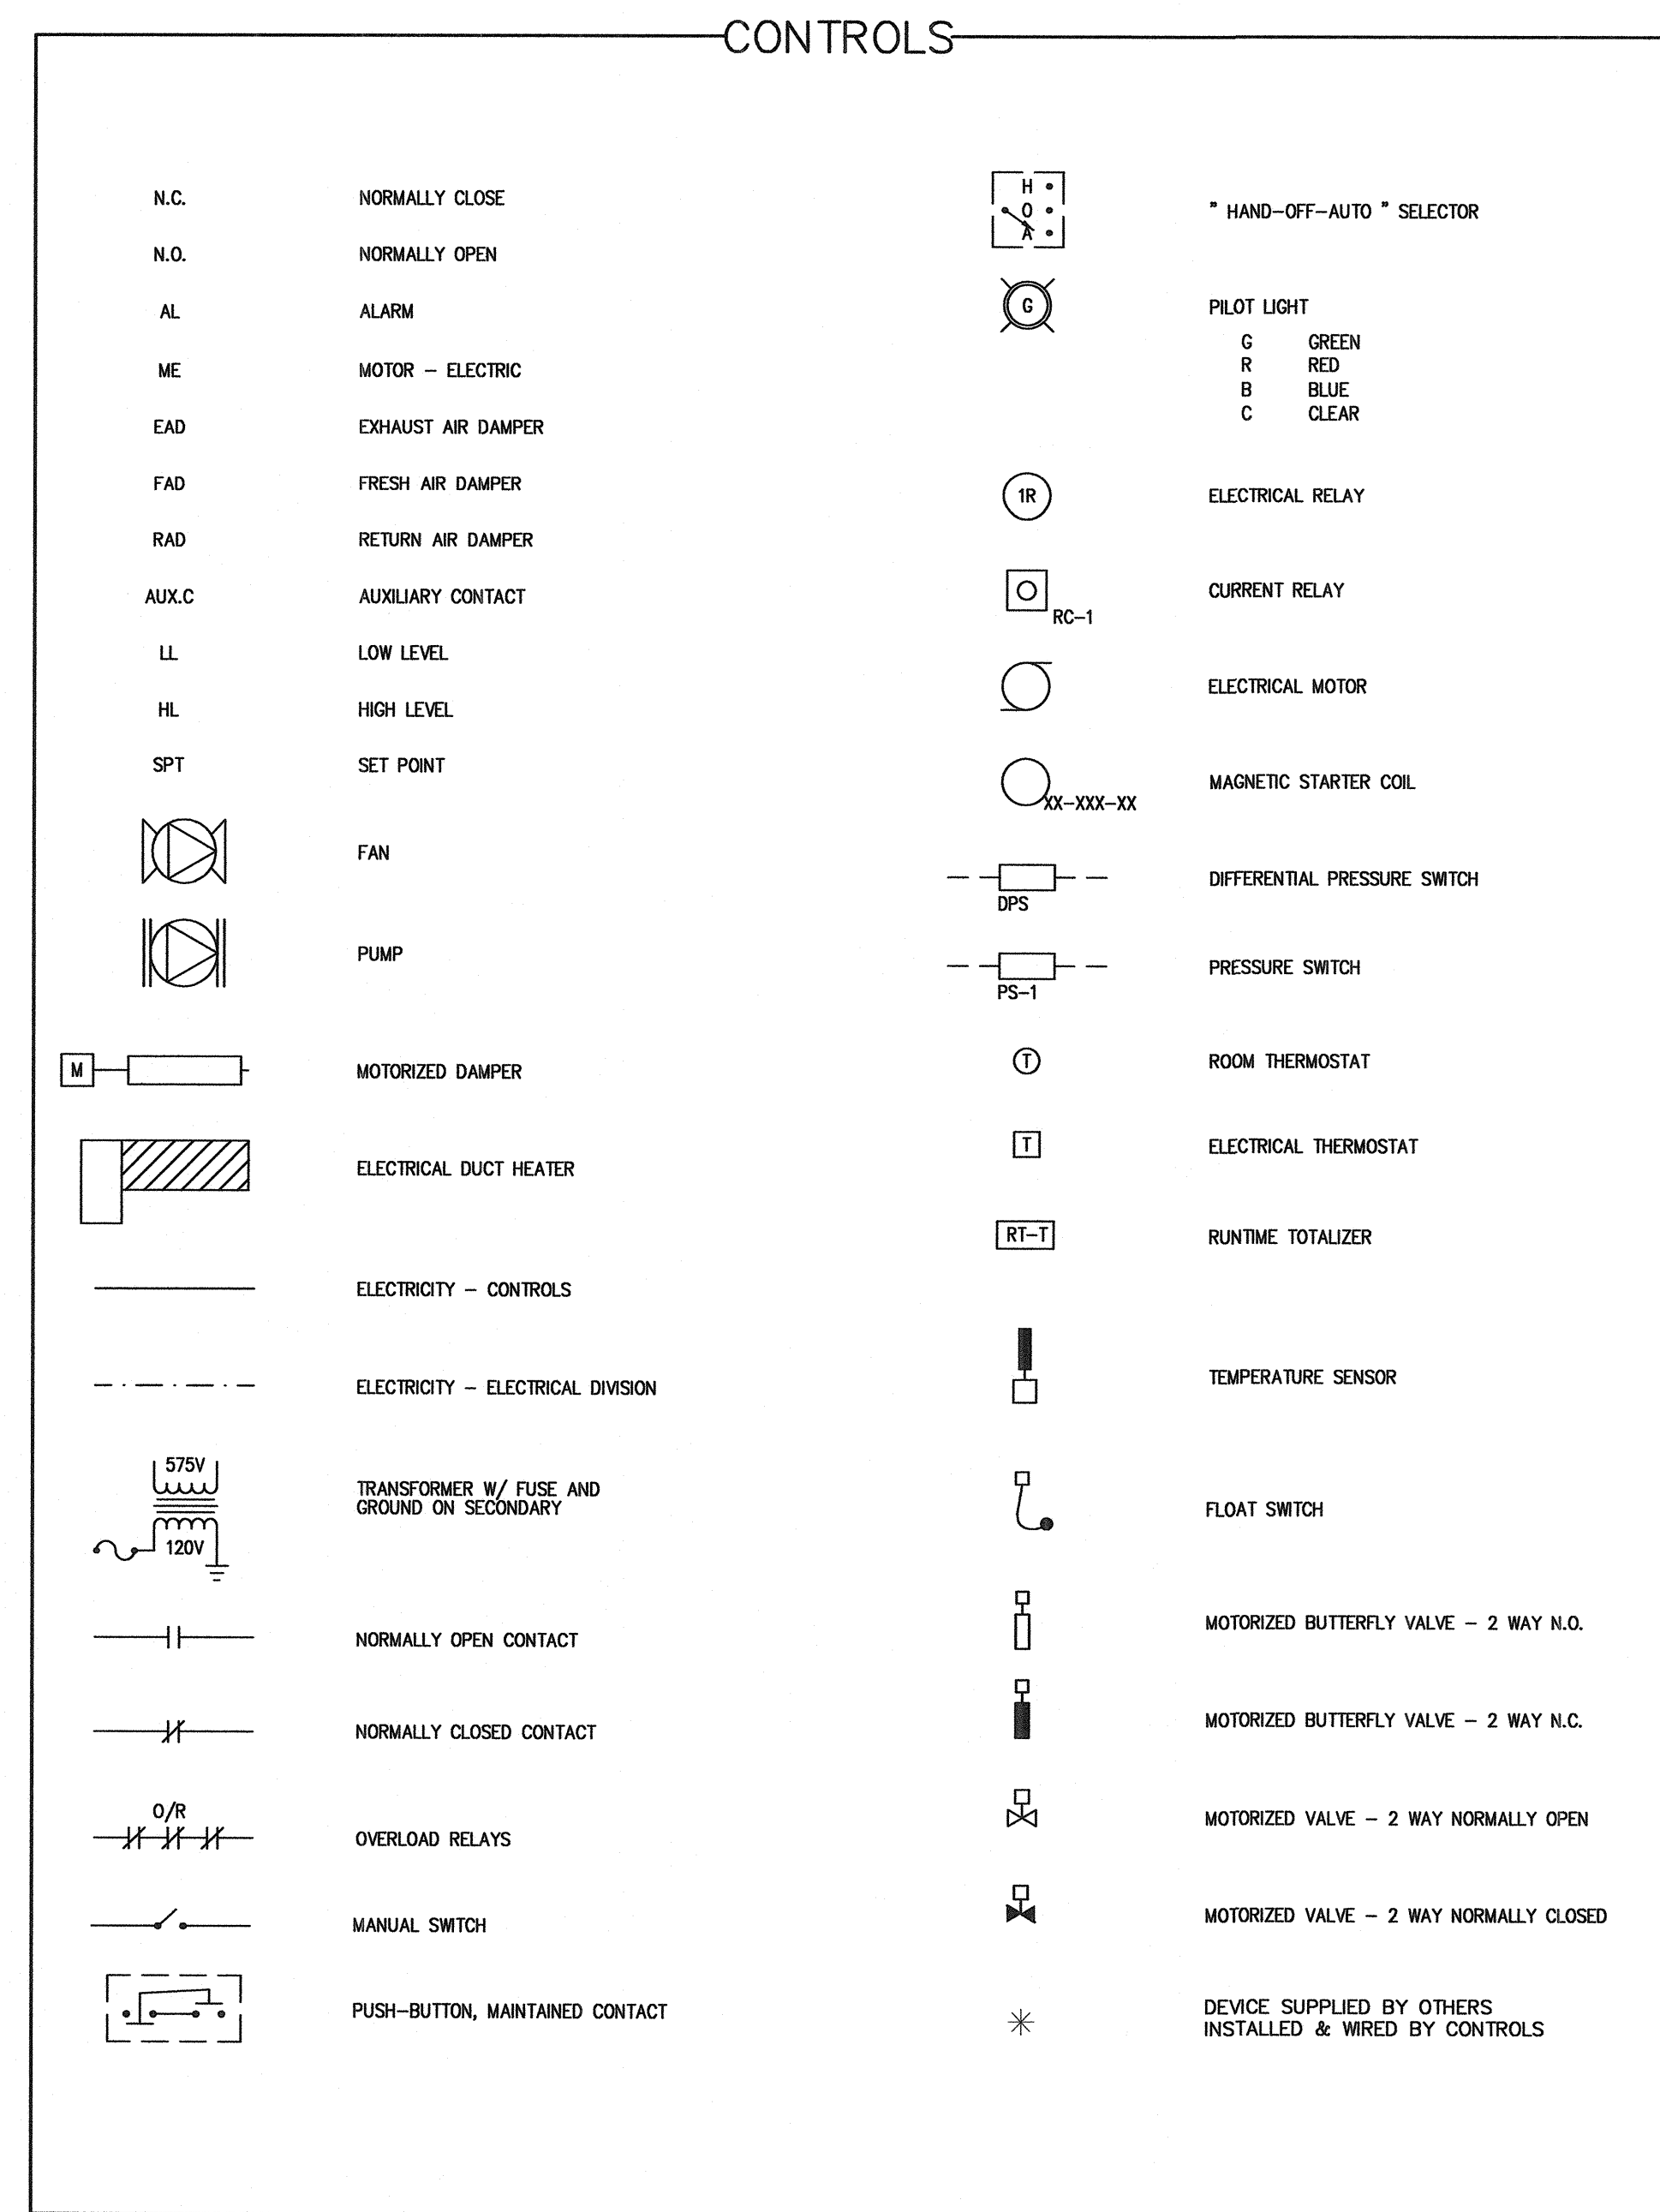 CONTROLS
N.C. NORMALLY CLOSE
N.O. NORMALLY OPEN
AL ALARM
ME MOTOR – ELECTRIC
EAD EXHAUST AIR DAMPER
FAD FRESH AIR DAMPER
RAD RETURN AIR DAMPER
AUX.C AUXILIARY CONTACT
LL LOW LEVEL
HL HIGH LEVEL
SPT SET POINT
FAN
PUMP
M MOTORIZED DAMPER
ELECTRICAL DUCT HEATER
ELECTRICITY – CONTROLS
ELECTRICITY – ELECTRICAL DIVISION
575V
TRANSFORMER W/ FUSE AND
GROUND ON SECONDARY
120V
NORMALLY OPEN CONTACT
NORMALLY CLOSED CONTACT
O/R
OVERLOAD RELAYS
MANUAL SWITCH
PUSH–BUTTON, MAINTAINED CONTACT
H
O
A
" HAND–OFF–AUTO " SELECTOR
G PILOT LIGHT
G GREEN
R RED
B BLUE
C CLEAR
1R ELECTRICAL RELAY
CURRENT RELAY
RC–1
ELECTRICAL MOTOR
MAGNETIC STARTER COIL
XX–XXX–XX
DIFFERENTIAL PRESSURE SWITCH
DPS
PRESSURE SWITCH
PS–1
T ROOM THERMOSTAT
T ELECTRICAL THERMOSTAT
RT–T RUNTIME TOTALIZER
TEMPERATURE SENSOR
FLOAT SWITCH
MOTORIZED BUTTERFLY VALVE – 2 WAY N.O.
MOTORIZED BUTTERFLY VALVE – 2 WAY N.C.
MOTORIZED VALVE – 2 WAY NORMALLY OPEN
MOTORIZED VALVE – 2 WAY NORMALLY CLOSED
DEVICE SUPPLIED BY OTHERS
INSTALLED & WIRED BY CONTROLS